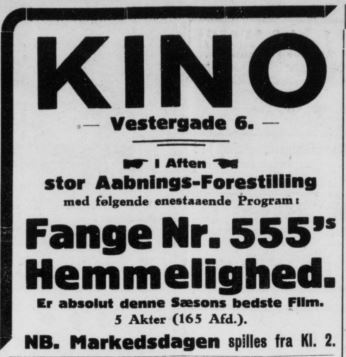 KINO
— Vestergade 6. —
I Aften
stor Aabnings-Forestilling
med følgende enestaaende Program:
Fange Nr. 555's
Hemmelighed.
Er absolut denne Sæsons bedste Film.
5 Akter (165 Afd.).
NB. Markedsdagen spilles fra Kl. 2.